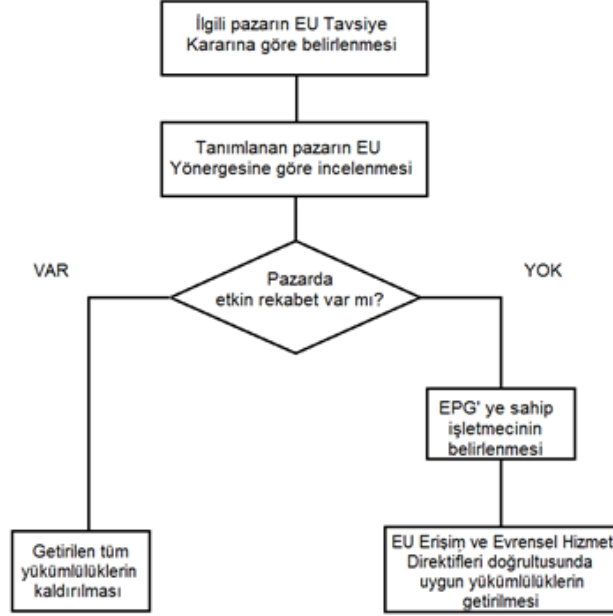 İlgili pazarın EU Tavsiye
Kararına göre belirlenmesi
Tanımlanan pazarın EU
Yönergesine göre incelenmesi
VAR
YOK
Pazarda
etkin rekabet var mı?
EPG' ye sahip
işletmecinin
belirlenmesi
Getirilen tüm
yükümlülüklerin
kaldırılması
EU Erişim ve Evrensel Hizmet
Direktifleri doğrultusunda
uygun yükümlülüklerin
getirilmesi